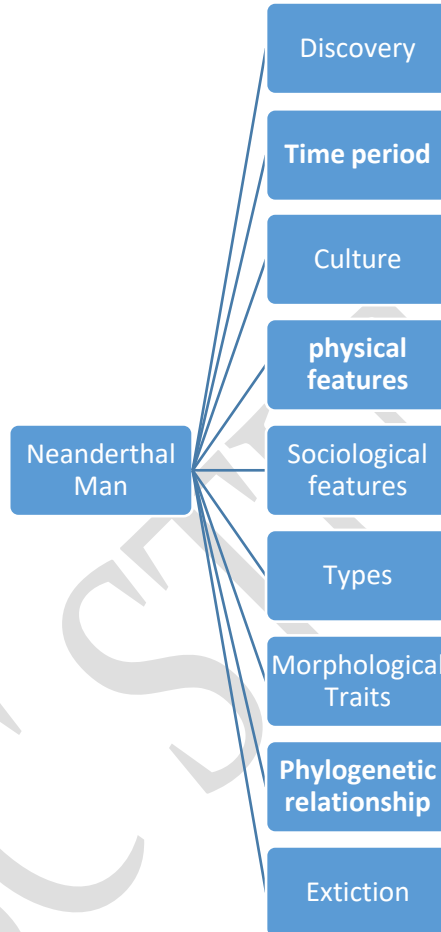 Discovery
Time period
Culture
physical
features
Neanderthal
Man
Sociological
features
Types
Morphological
Traits
Phylogenetic
relationship
Extiction